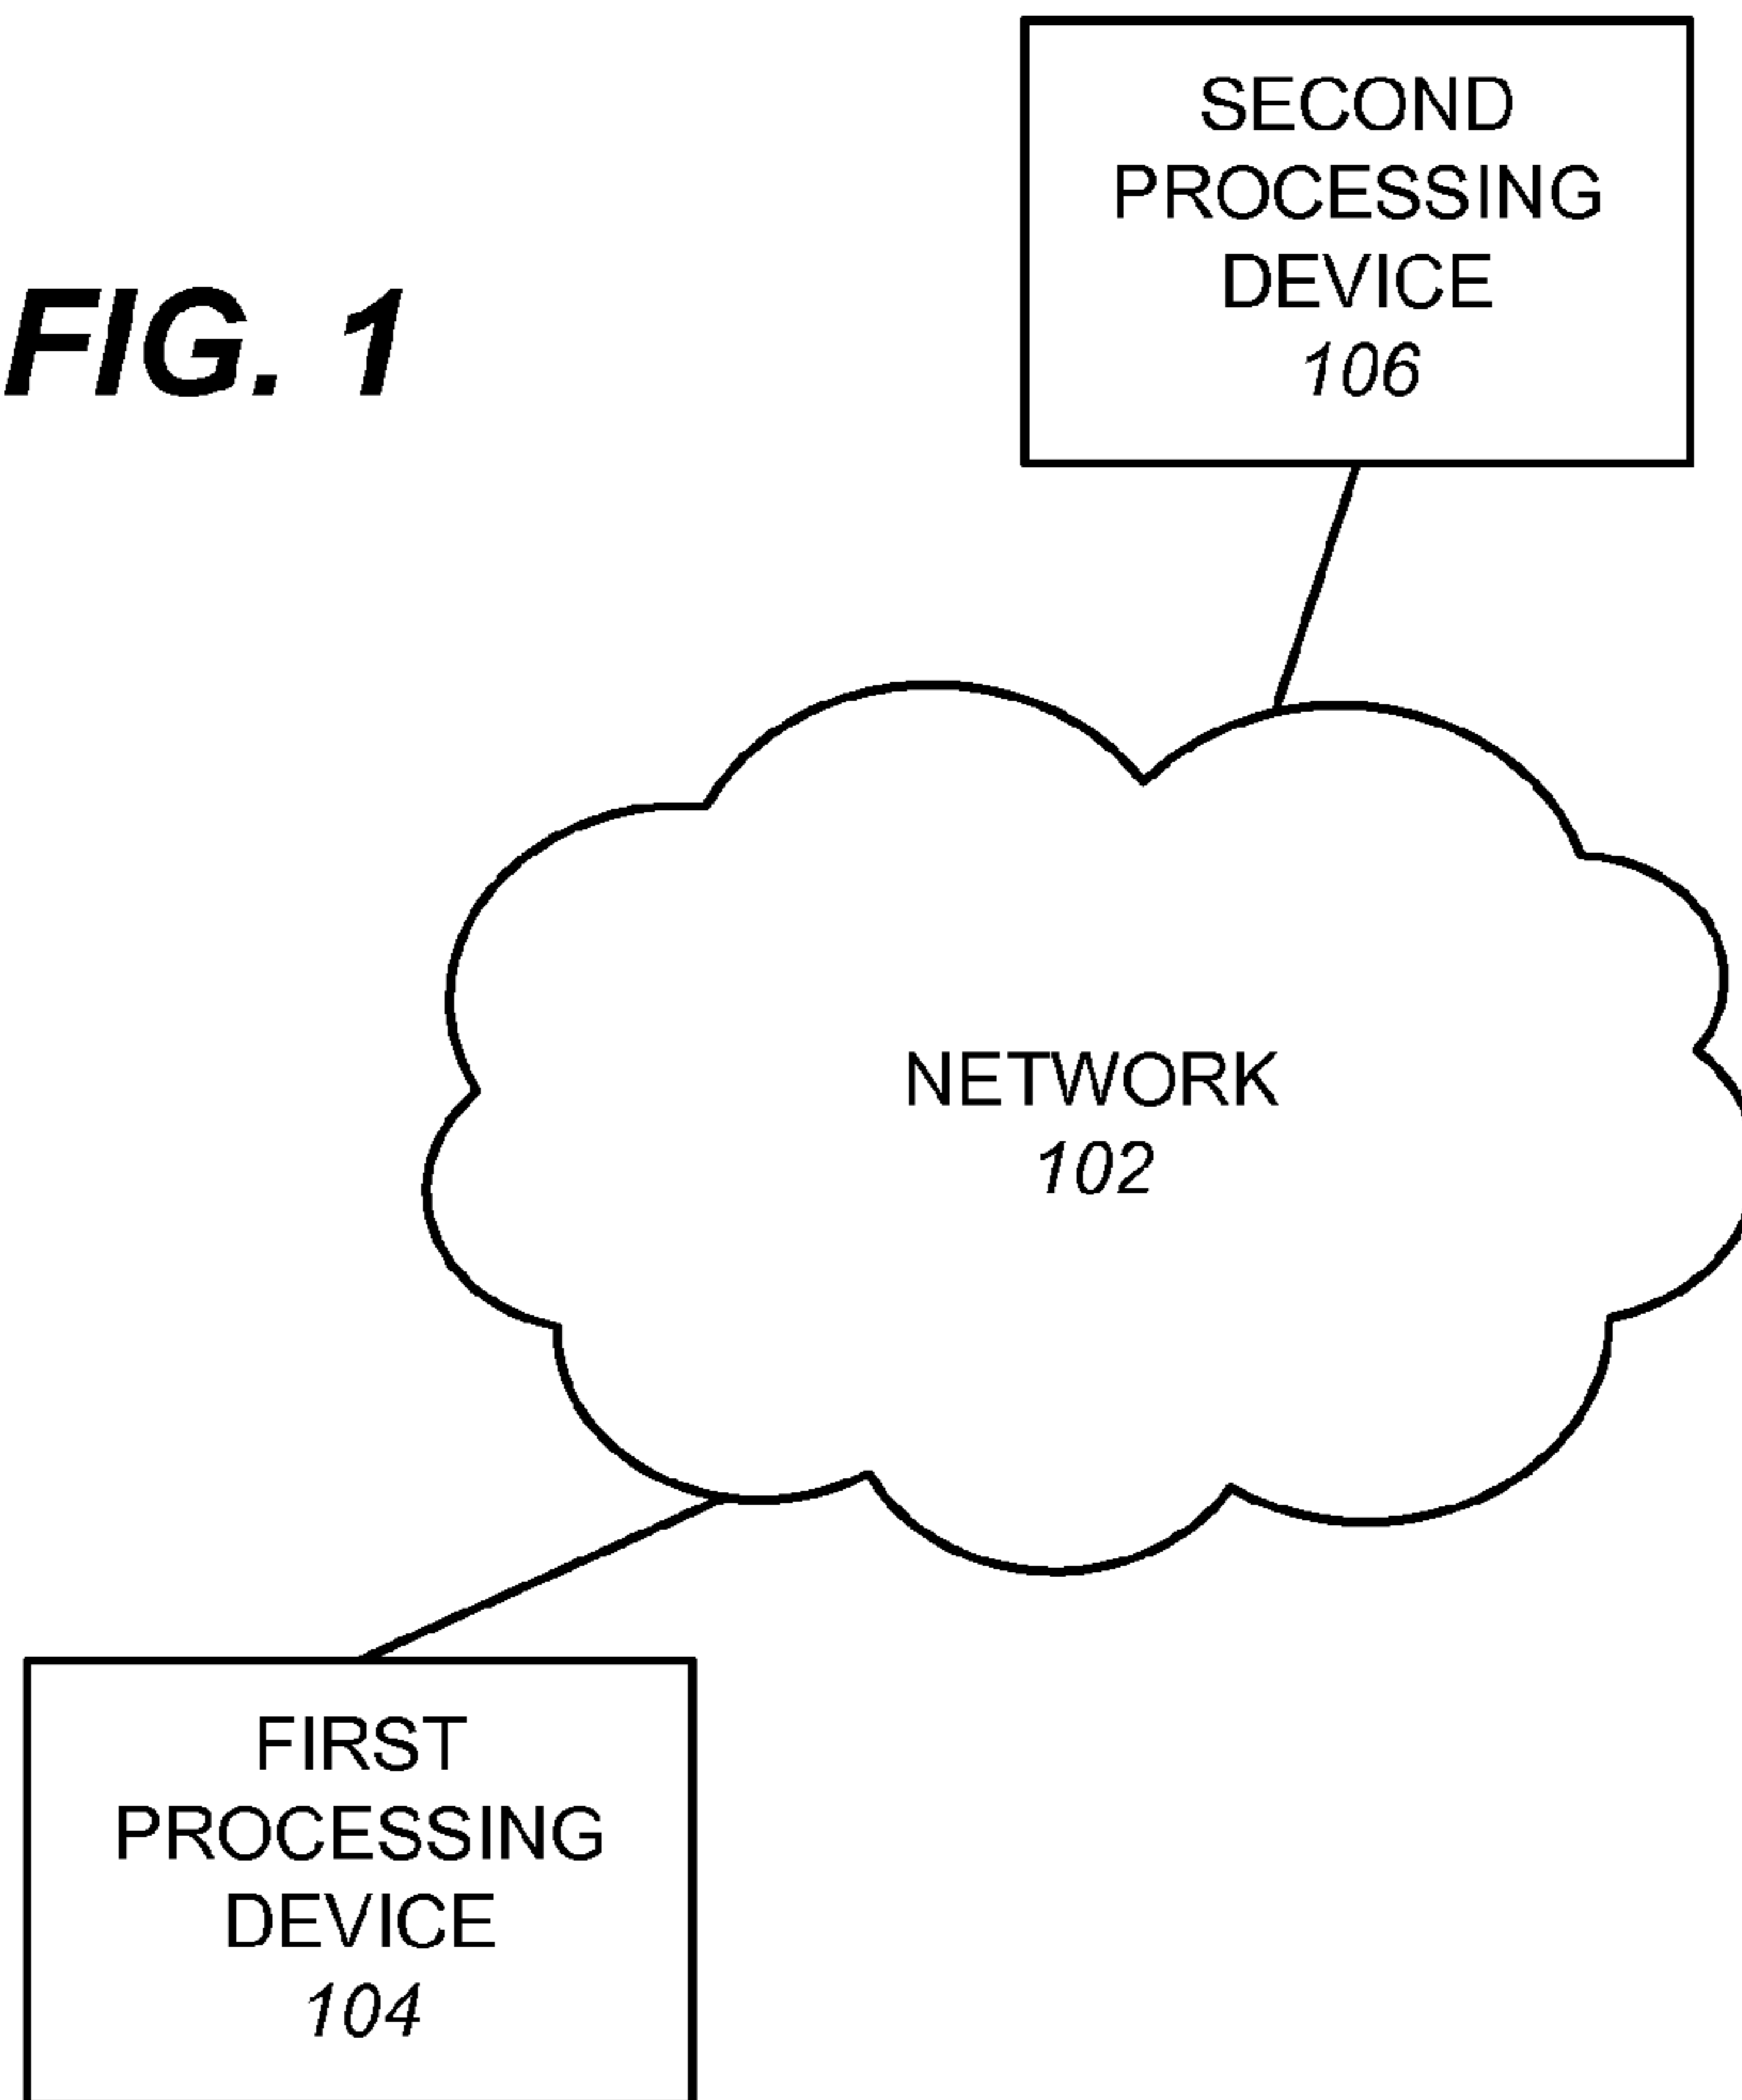 SECOND
PROCESSING
DEVICE
106
FIG. 1
NETWORK
102
FIRST
PROCESSING
DEVICE
104